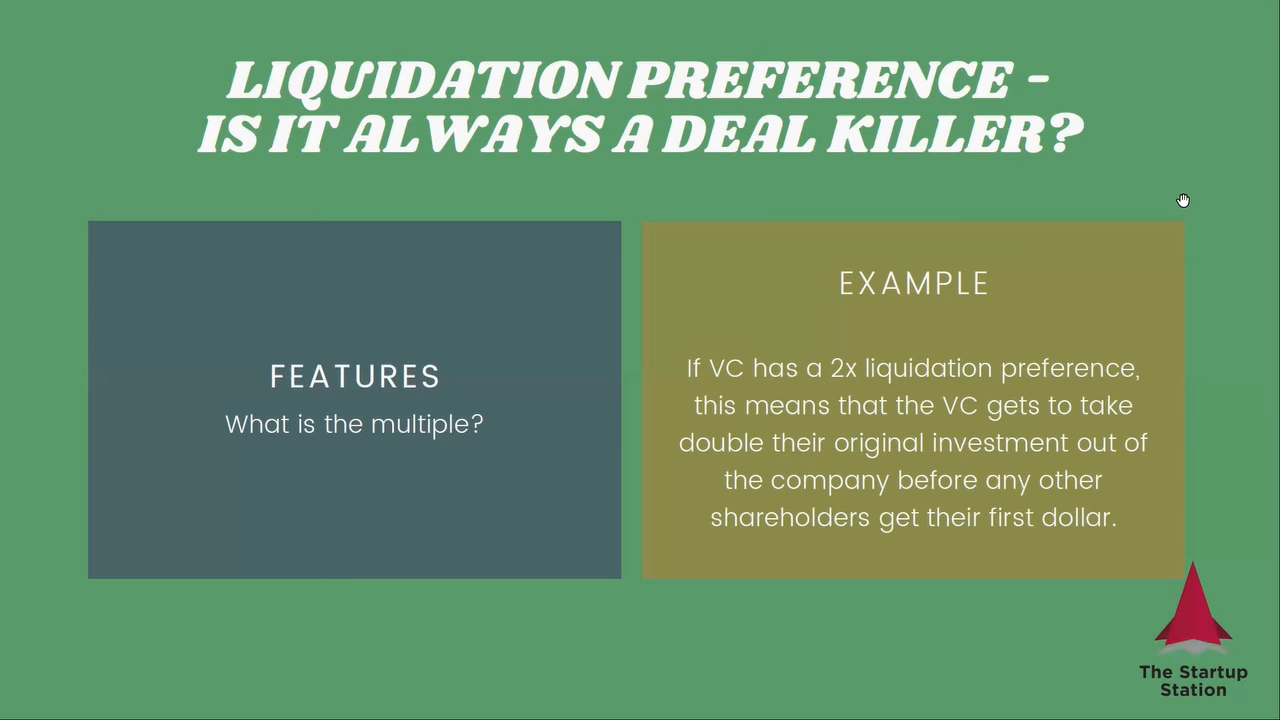 LIQUIDATION PREFERENCE -
IS IT ALWAYS A DEAL KILLER?
FEATURES
What is the multiple?
EXAMPLE
If VC has a 2x liquidation preference,
this means that the VC gets to take
double their original investment out of
the company before any other
shareholders get their first dollar.
The Startup
Station